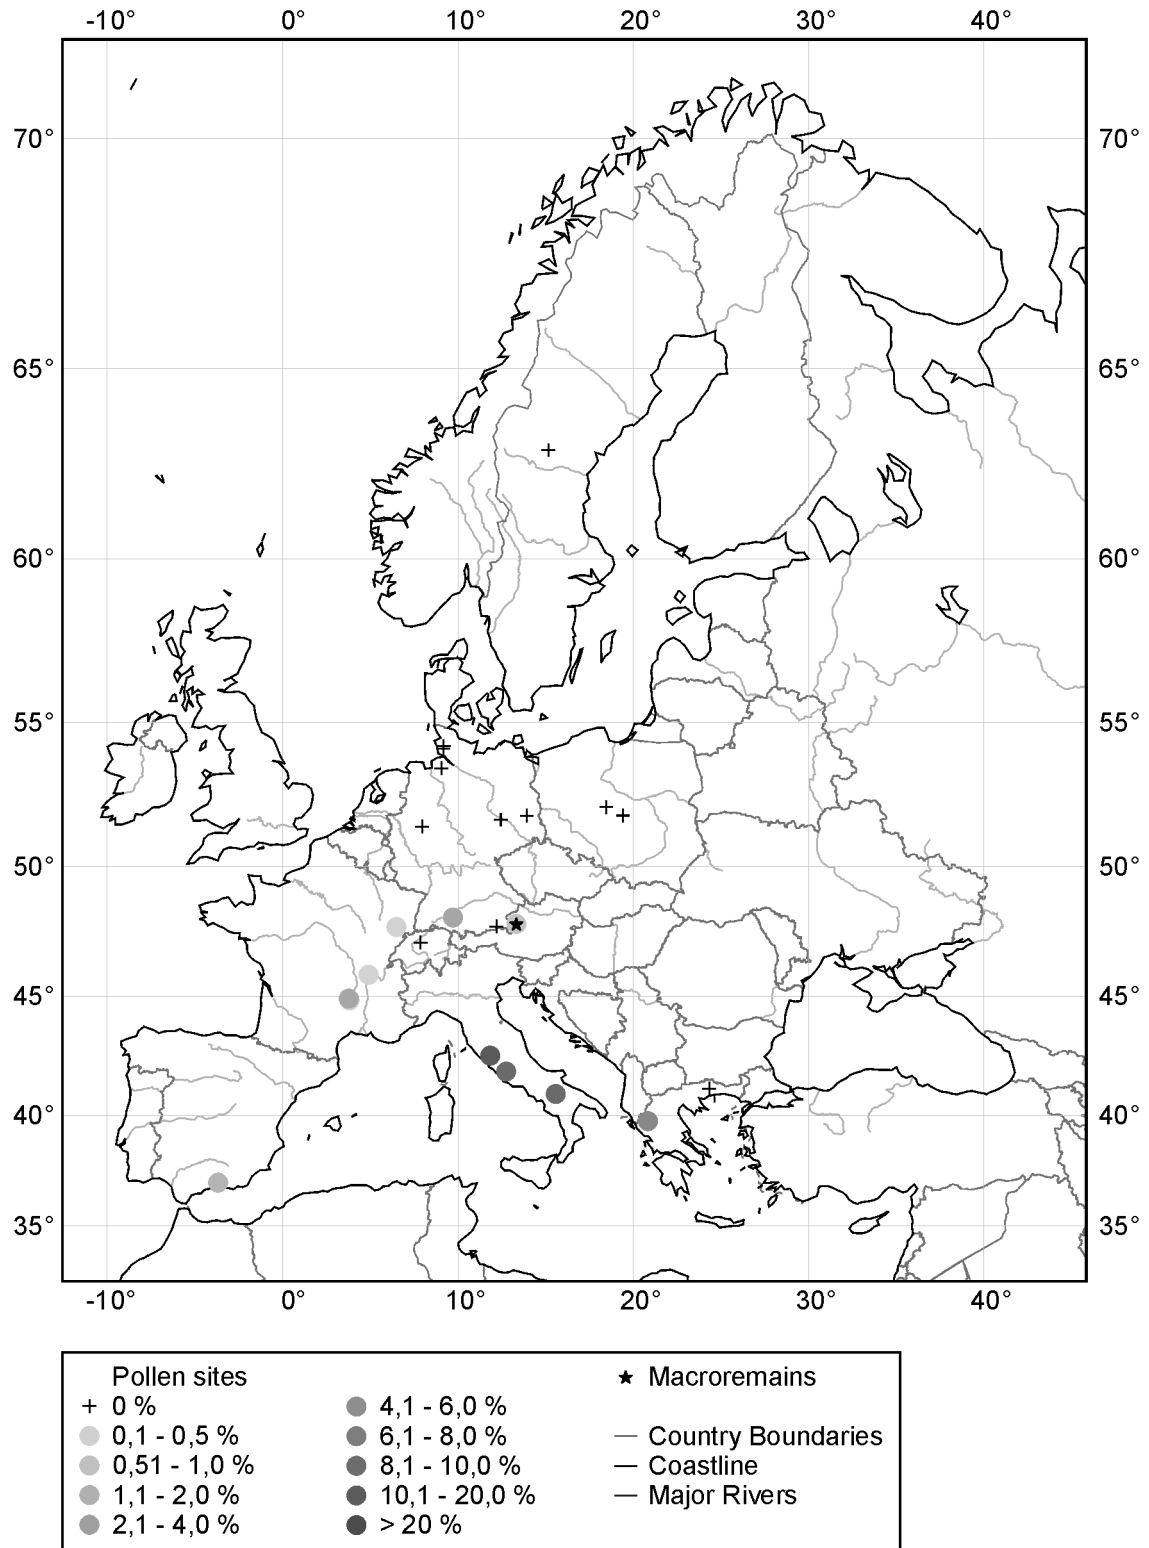 -10° 0° 10° 20° 30° 40°
70° 70°
65° 65°
60° 60°
55° 55°
50° 50°
45° 45°
40° 40°
35° 35°
-10° 0° 10° 20° 30° 40°
Pollen sites
0 %
0,1 - 0,5 %
0,51 - 1,0 %
1,1 - 2,0 %
2,1 - 4,0 %
4,1 - 6,0 %
6,1 - 8,0 %
8,1 - 10,0 %
10,1 - 20,0 %
> 20 %
Macroremains
Country Boundaries
Coastline
Major Rivers